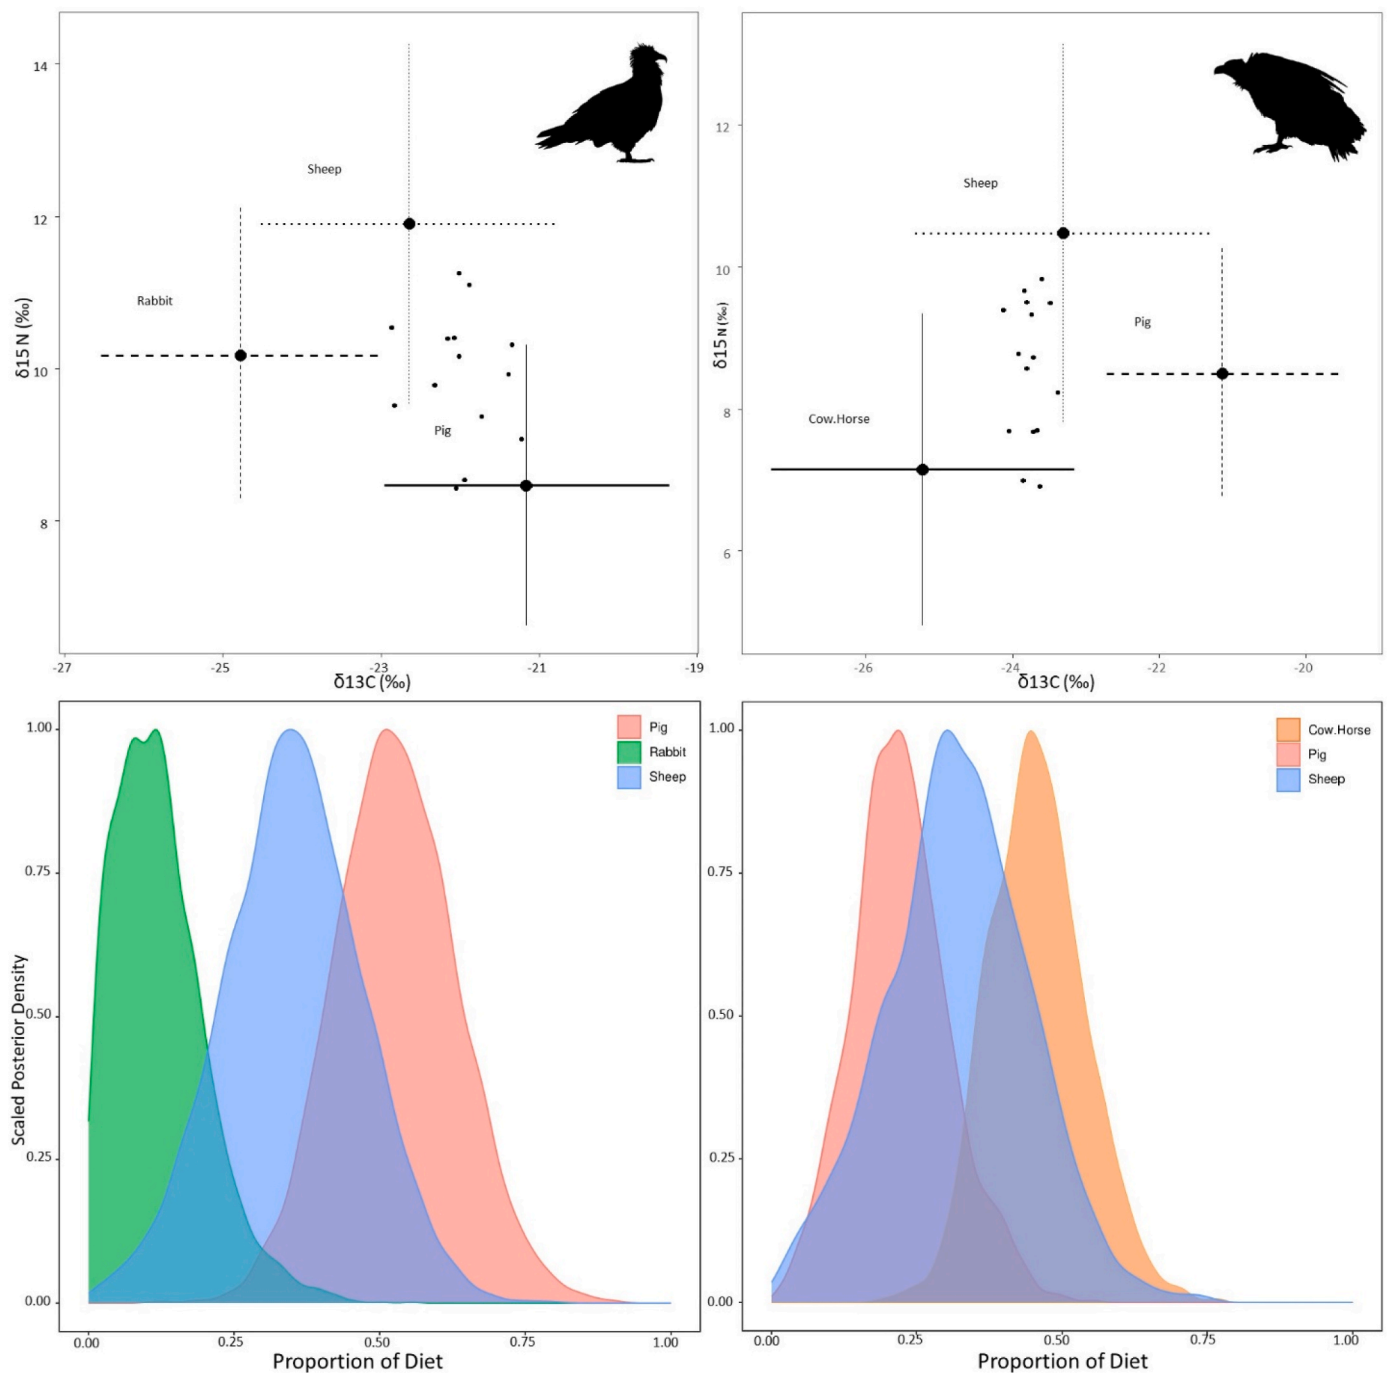 14
12
10
8
δ15 N (‰)
Sheep
Rabbit
Pig
-27
-25
-23
-21
-19
δ13C (‰)
12
10
8
6
δ15 N (‰)
Sheep
Pig
Cow.Horse
-26
-24
-22
-20
δ13C (‰)
1.00
0.75
0.50
0.25
0.00
Scaled Posterior Density
Pig
Rabbit
Sheep
0.00
0.25
0.50
0.75
1.00
Proportion of Diet
1.00
0.75
0.50
0.25
0.00
Cow.Horse
Pig
Sheep
0.00
0.25
0.50
0.75
1.00
Proportion of Diet